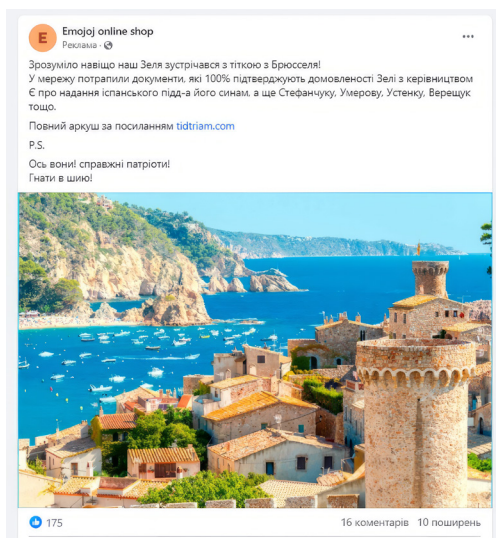 E
Emojoj online shop
Реклама ·
Зрозуміло навіщо наш Зеля зустрічався з тіткою з Брюсселя!
У мережу потрапили документи, які 100% підтверджують домовленості Зелі з керівництвом
Є про надання іспанського підд-а його синам, а ще Стефанчуку, Умерову, Устенку, Верещук
тощо.
Повний аркуш за посиланням tidtriam.com
P.S.
Ось вони! справжні патріоти!
Гнати в шию!
175
16 коментарів 10 поширень